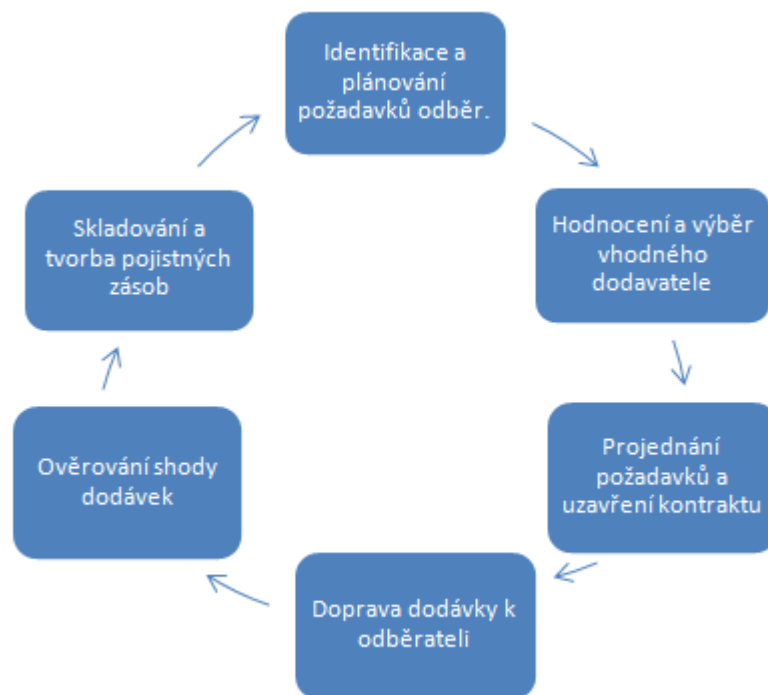 Identifikace a
plánování
požadavků odběr.
Hodnocení a výběr
vhodného
dodavatele
Projednání
požadavků a
uzavření kontraktu
Doprava dodávky k
odběrateli
Ověrování shody
dodávek
Skladování a
tvorba pojistných
zásob